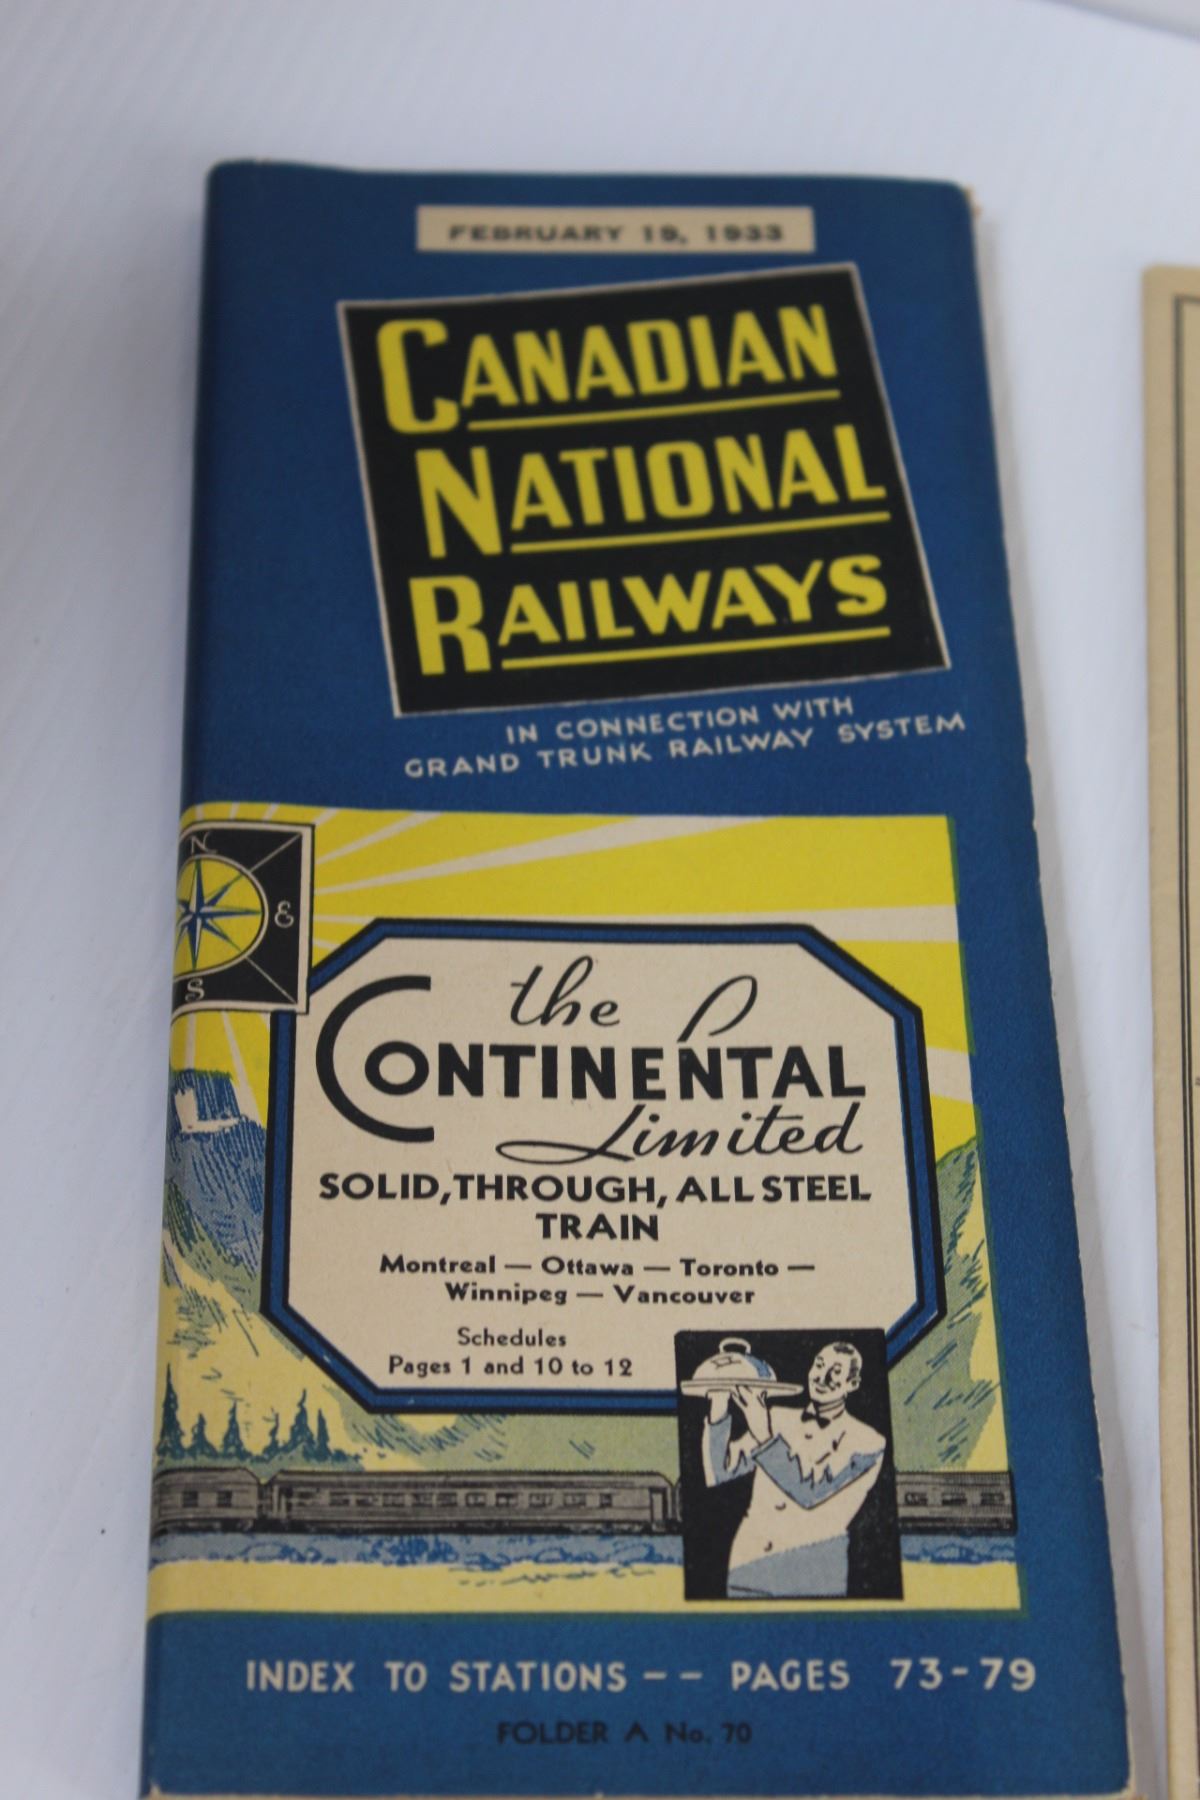 FEBRUARY 19, 1933
CANADIAN
NATIONAL
RAILWAYS
IN CONNECTION WITH
GRAND TRUNK RAILWAY SYSTEM
N
E
S
the
CONTINENTAL
Limited
SOLID, THROUGH, ALL STEEL
TRAIN
Montreal — Ottawa — Toronto —
Winnipeg — Vancouver
Schedules
Pages 1 and 10 to 12
INDEX TO STATIONS -- PAGES 73-79
FOLDER A No. 70